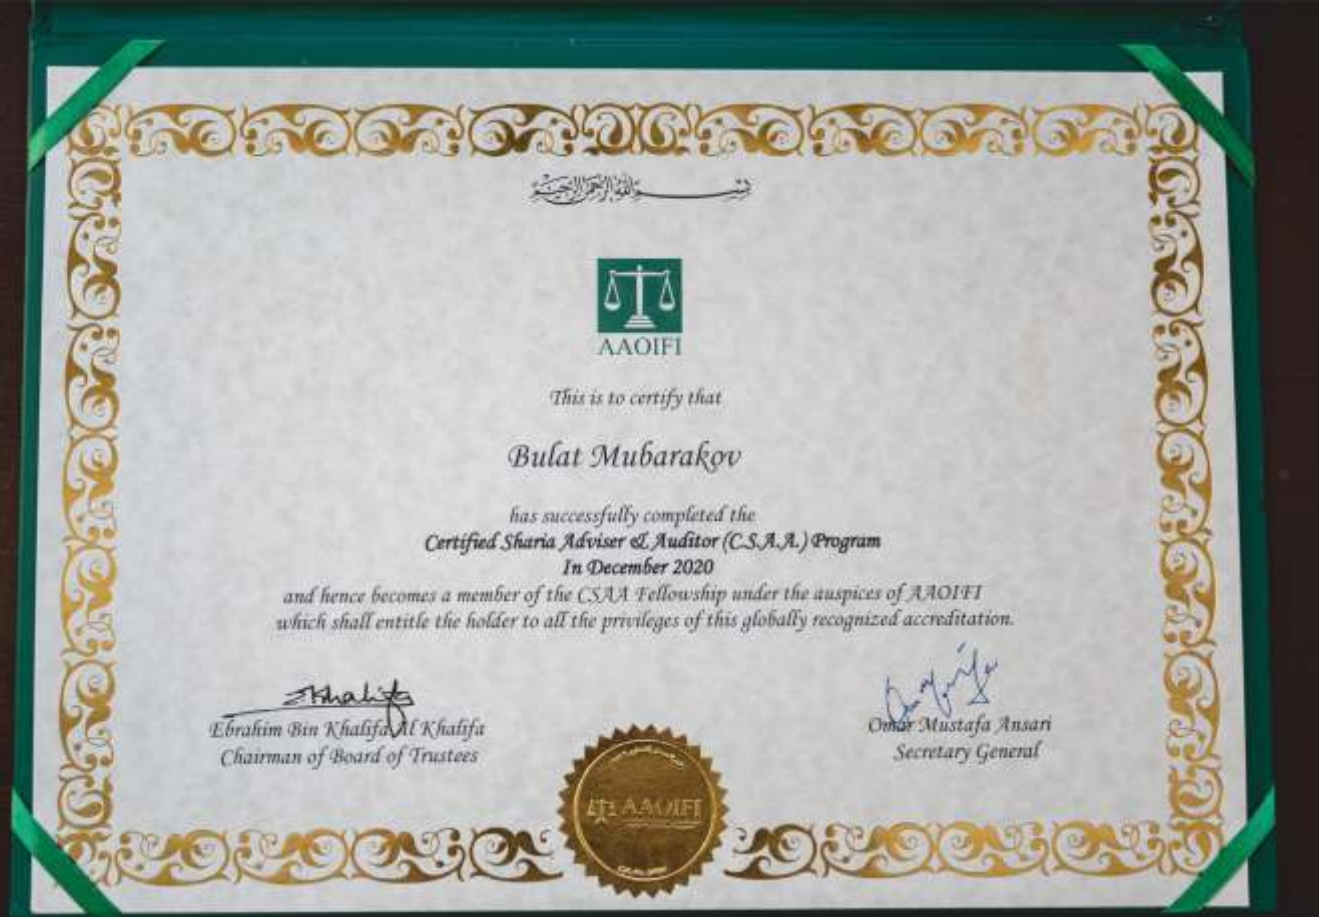 بسم الله الرحمن الرحيم
AAOIFI
This is to certify that
Bulat Mubarakov
has successfully completed the
Certified Sharia Adviser & Auditor (C.S.A.A.) Program
In December 2020
and hence becomes a member of the CSAA Fellowship under the auspices of AAOIFI
which shall entitle the holder to all the privileges of this globally recognized accreditation.
Ebrahim Bin Khalifa Al Khalifa
Chairman of Board of Trustees
Omar Mustafa Ansari
Secretary General
AAOIFI